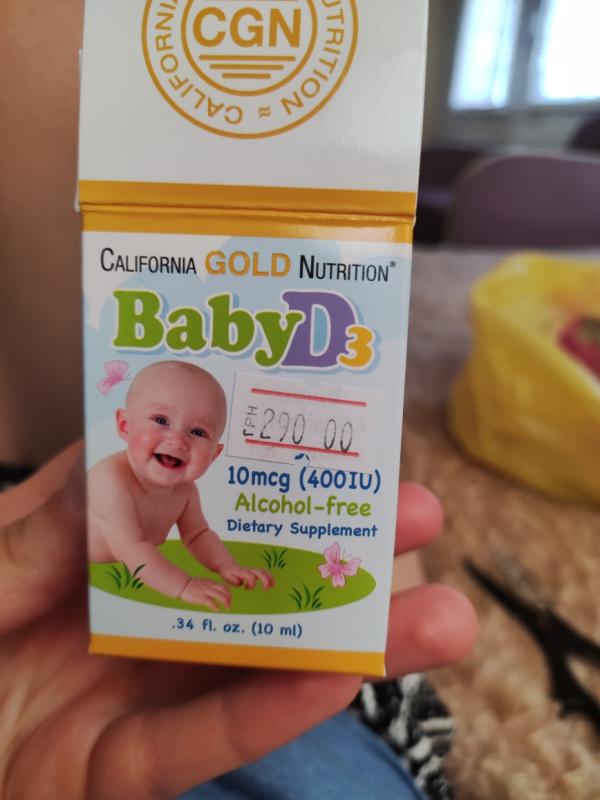 CGN
CALIFORNIA
UTRITION
CALIFORNIA GOLD NUTRITION®
BabyD3
290 00
10mcg (400IU)
Alcohol-free
Dietary Supplement
.34 fl. oz. (10 ml)